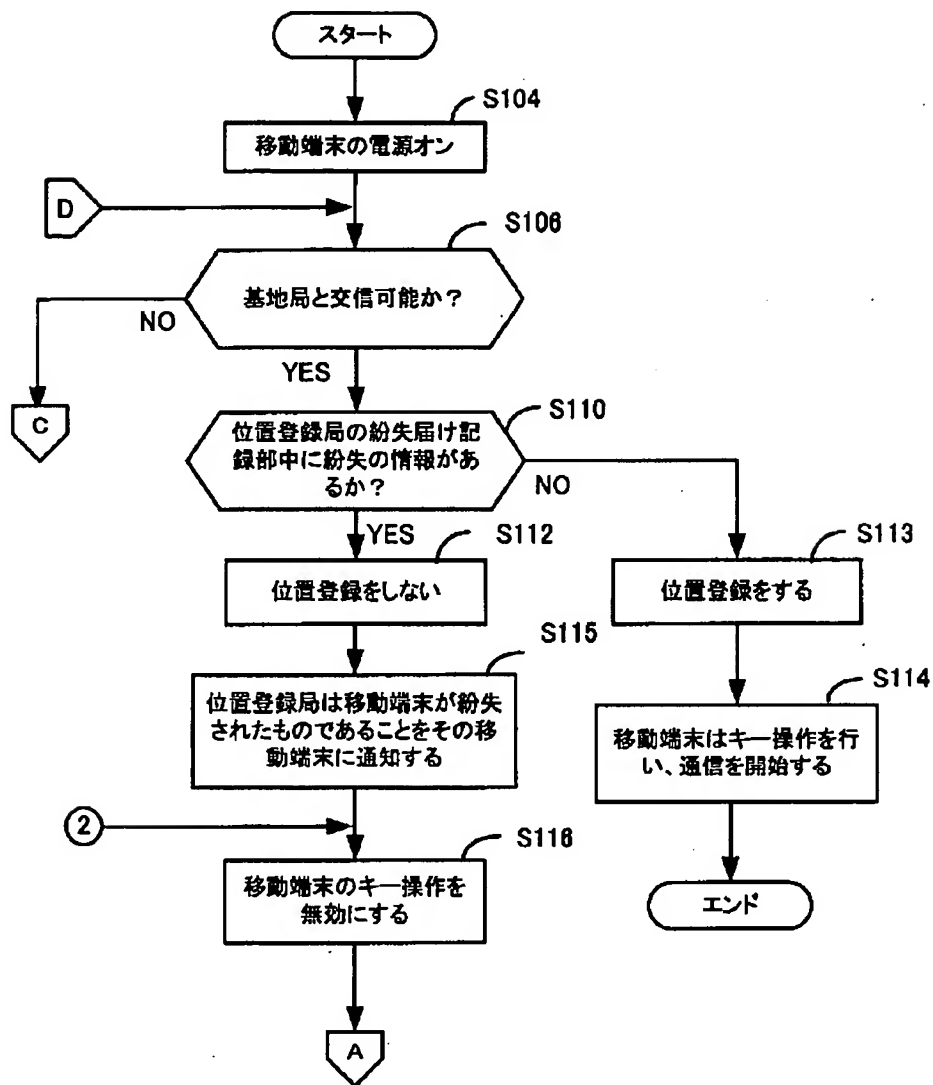 スタート
S104
移動端末の電源オン
D
S106
基地局と交信可能か？
NO
YES
C
S110
位置登録局の紛失届け記
録部中に紛失の情報があ
るか？
NO
YES
S112
位置登録をしない
S113
位置登録をする
S115
位置登録局は移動端末が紛失
されたものであることをその移
動端末に通知する
S114
移動端末はキー操作を行
い、通信を開始する
2
S116
移動端末のキー操作を
無効にする
エンド
A